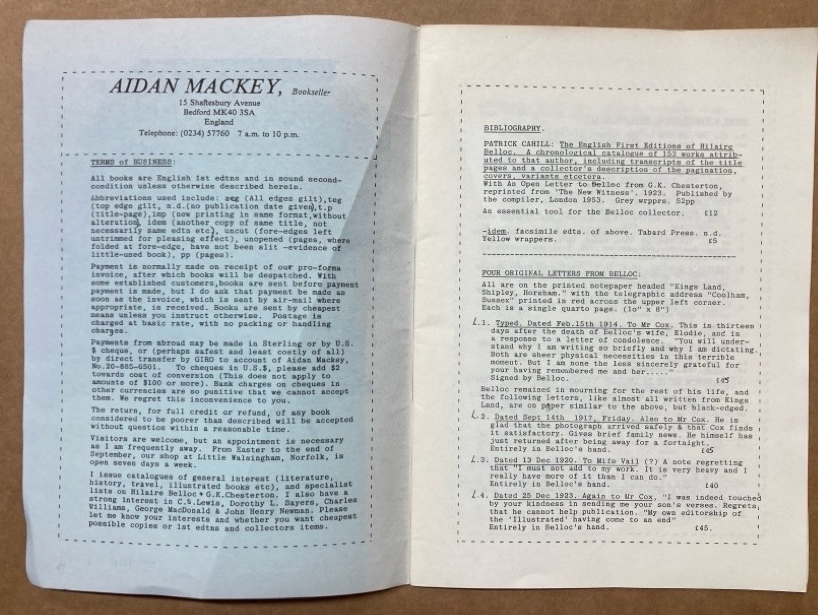 AIDAN MACKEY, Bookseller
15 Shaftesbury Avenue
Bedford MK40 3SA
England
Telephone: (0234) 57760 7 a.m. to 10 p.m.
TERMS of BUSINESS:
All books are English 1st edtns and in sound second-
condition unless otherwise described herein.
Abbreviations used include: aeg (All edges gilt),teg
(top edge gilt, n.d.(no publication date given),t.p
(title-page),imp (now printing in same format,without
alteration), idem (another copy of same title, not
necessarily same edtn etc), uncut (fore-edges left
untrimmed for pleasing effect), unopened (pages, where
folded at fore-edge, have not been slit -evidence of
little-used book), pp (pages).
Payment is normally made on receipt of our pro-forma
invoice, after which books will be despatched. With
some established customers,books are sent before payment
payment is made, but I do ask that payment be made as
soon as the invoice, which is sent by air-mail where
appropriate, is received. Books are sent by cheapest
means unless you instruct otherwise. Postage is
charged at basic rate, with no packing or handling
charges.
Payments from abroad may be made in Sterling or by U.S.
$ cheque, or (perhaps safest and least costly of all)
by direct transfer by GIRO to account of Aidan Mackey,
No.20-885-6501. To cheques in U.S.$, please add $2
towards cost of conversion (This does not apply to
amounts of $100 or more). Bank charges on cheques in
other currencies are so punitive that we cannot accept
them. We regret this inconvenience to you.
The return, for full credit or refund, of any book
considered to be poorer than described will be accepted
without question within a reasonable time.
Visitors are welcome, but an appointment is necessary
as I am frequently away. From Easter to the end of
September, our shop at Little Walsingham, Norfolk, is
open seven days a week.
I issue catalogues of general interest (literature,
history, travel, illustrated books etc), and specialist
lists on Hilaire Belloc + G.K.Chesterton. I also have a
strong interest in C.S.Lewis, Dorothy L. Sayers, Charles
Williams, George MacDonald & John Henry Newman. Please
let me know your interests and whether you want cheapest
possible copies or 1st edtns and collectors items.
BIBLIOGRAPHY.
PATRICK CAHILL: The English First Editions of Hilaire
Belloc. A chronological catalogue of 153 works attrib-
uted to that author, including transcripts of the title
pages and a collector's description of the pagination,
covers, variants etcetera.
With An Open Letter to Belloc from G.K. Chesterton,
reprinted from 'The New Witness'. 1923. Published by
the compiler, London 1953. Grey wrpprs. 52pp
An essential tool for the Belloc collector. £12
-idem. facsimile edtn. of above. Tabard Press. n.d.
Yellow wrappers. £5
FOUR ORIGINAL LETTERS FROM BELLOC:
All are on the printed notepaper headed "Kings Land,
Shipley, Horsham," with the telegraphic address "Coolham,
Sussex" printed in red across the upper left corner.
Each is a single quarto page. (10" x 8")
L.1. Typed. Dated Feb.15th 1914. To Mr Cox. This is thirteen
days after the death of Belloc's wife, Elodie, and is
a response to a letter of condolence. "You will under-
stand why I am writing so briefly and why I am dictating.
Both are sheer physical necessities in this terrible
moment. But I am none the less sincerely grateful for
your having remembered me and her....."
Signed by Belloc. £45
Belloc remained in mourning for the rest of his life, and
the following letters, like almost all written from Kings
Land, are on paper similar to the above, but black-edged.
L.2. Dated Sept 14th 1917, Friday. Also to Mr Cox. He is
glad that the photograph arrived safely & that Cox finds
it satisfactory. Gives brief family news. He himself has
just returned after being away for a fortnight.
Entirely in Belloc's hand. £45
L.3. Dated 13 Dec 1920. To Miss Vail (?) A note regretting
that "I must not add to my work. It is very heavy and I
really have more of it than I can do."
Entirely in Belloc's hand. £40
L.4. Dated 25 Dec 1923. Again to Mr Cox, "I was indeed touched
by your kindness in sending me your son's verses. Regrets,
that he cannot help publication. "My own editorship of
the 'Illustrated' having come to an end"
Entirely in Belloc's hand. £45.